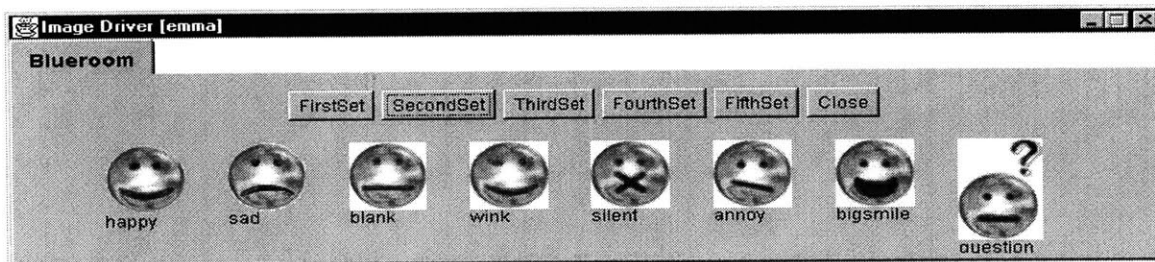 Image Driver [emma]
Blueroom
FirstSet SecondSet ThirdSet FourthSet FifthSet Close
?
happy sad blank wink silent annoy bigsmile question